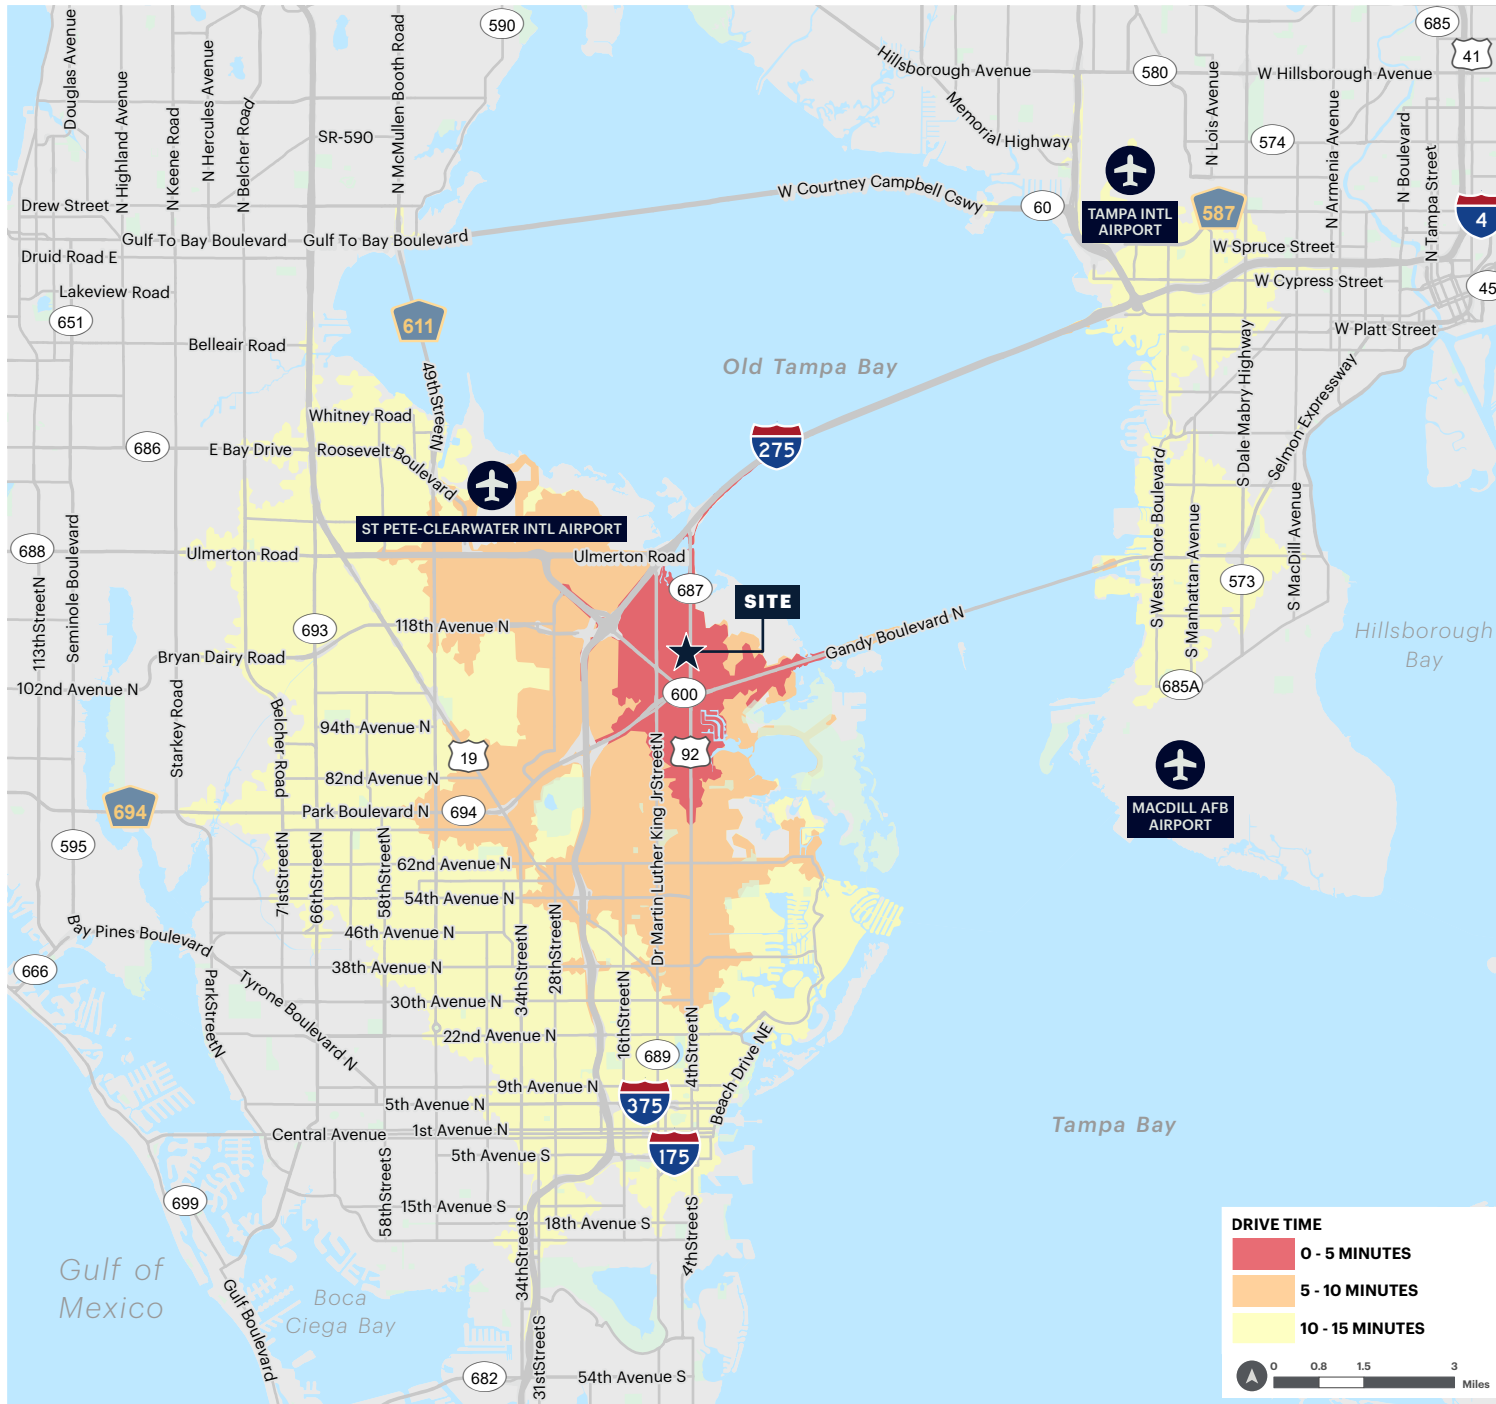 590
685
41
Hillsborough Avenue
580
W Hillsborough Avenue
Douglas Avenue
N Highland Avenue
N Keene Road
N Hercules Avenue
N Belcher Road
SR-590
N McMullen Booth Road
Memorial Highway
N Lois Avenue
574
N Armenia Avenue
N Boulevard
N Tampa Street
W Courtney Campbell Cswy
60
TAMPA INTL
AIRPORT
587
4
Drew Street
Gulf To Bay Boulevard
Gulf To Bay Boulevard
W Spruce Street
Druid Road E
W Cypress Street
Lakeview Road
45
651
611
W Platt Street
Belleair Road
Old Tampa Bay
49thStreetN
S Dale Mabry Highway
Selmon Expressway
Whitney Road
686
E Bay Drive
Roosevelt Boulevard
275
ST PETE-CLEARWATER INTL AIRPORT
S West Shore Boulevard
S Manhattan Avenue
S MacDill Avenue
688
Ulmerton Road
Ulmerton Road
113thStreetN
Seminole Boulevard
687
573
SITE
693
118th Avenue N
Gandy Boulevard N
Hillsborough
Bay
Bryan Dairy Road
102nd Avenue N
685A
600
Starkey Road
Belcher Road
94th Avenue N
19
92
82nd Avenue N
694
Park Boulevard N
694
MACDILL AFB
AIRPORT
Dr Martin Luther King JrStreetN
595
71stStreetN
66thStreetN
58thStreetN
62nd Avenue N
54th Avenue N
Bay Pines Boulevard
46th Avenue N
34thStreetN
28thStreetN
666
38th Avenue N
ParkStreetN
Tyrone Boulevard N
30th Avenue N
16thStreetN
22nd Avenue N
689
4thStreetN
Beach Drive NE
9th Avenue N
375
5th Avenue N
Central Avenue
1st Avenue N
Tampa Bay
5th Avenue S
175
58thStreetS
699
15th Avenue S
18th Avenue S
34thStreetS
4thStreetS
Gulf of
Mexico
Boca
Ciega Bay
Gulf Boulevard
31stStreetS
682
54th Avenue S
DRIVE TIME
0 - 5 MINUTES
5 - 10 MINUTES
10 - 15 MINUTES
0 0.8 1.5 3
Miles